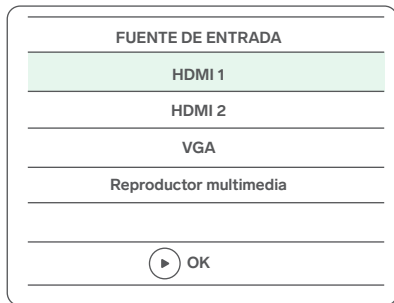 FUENTE DE ENTRADA
HDMI 1
HDMI 2
VGA
Reproductor multimedia
OK